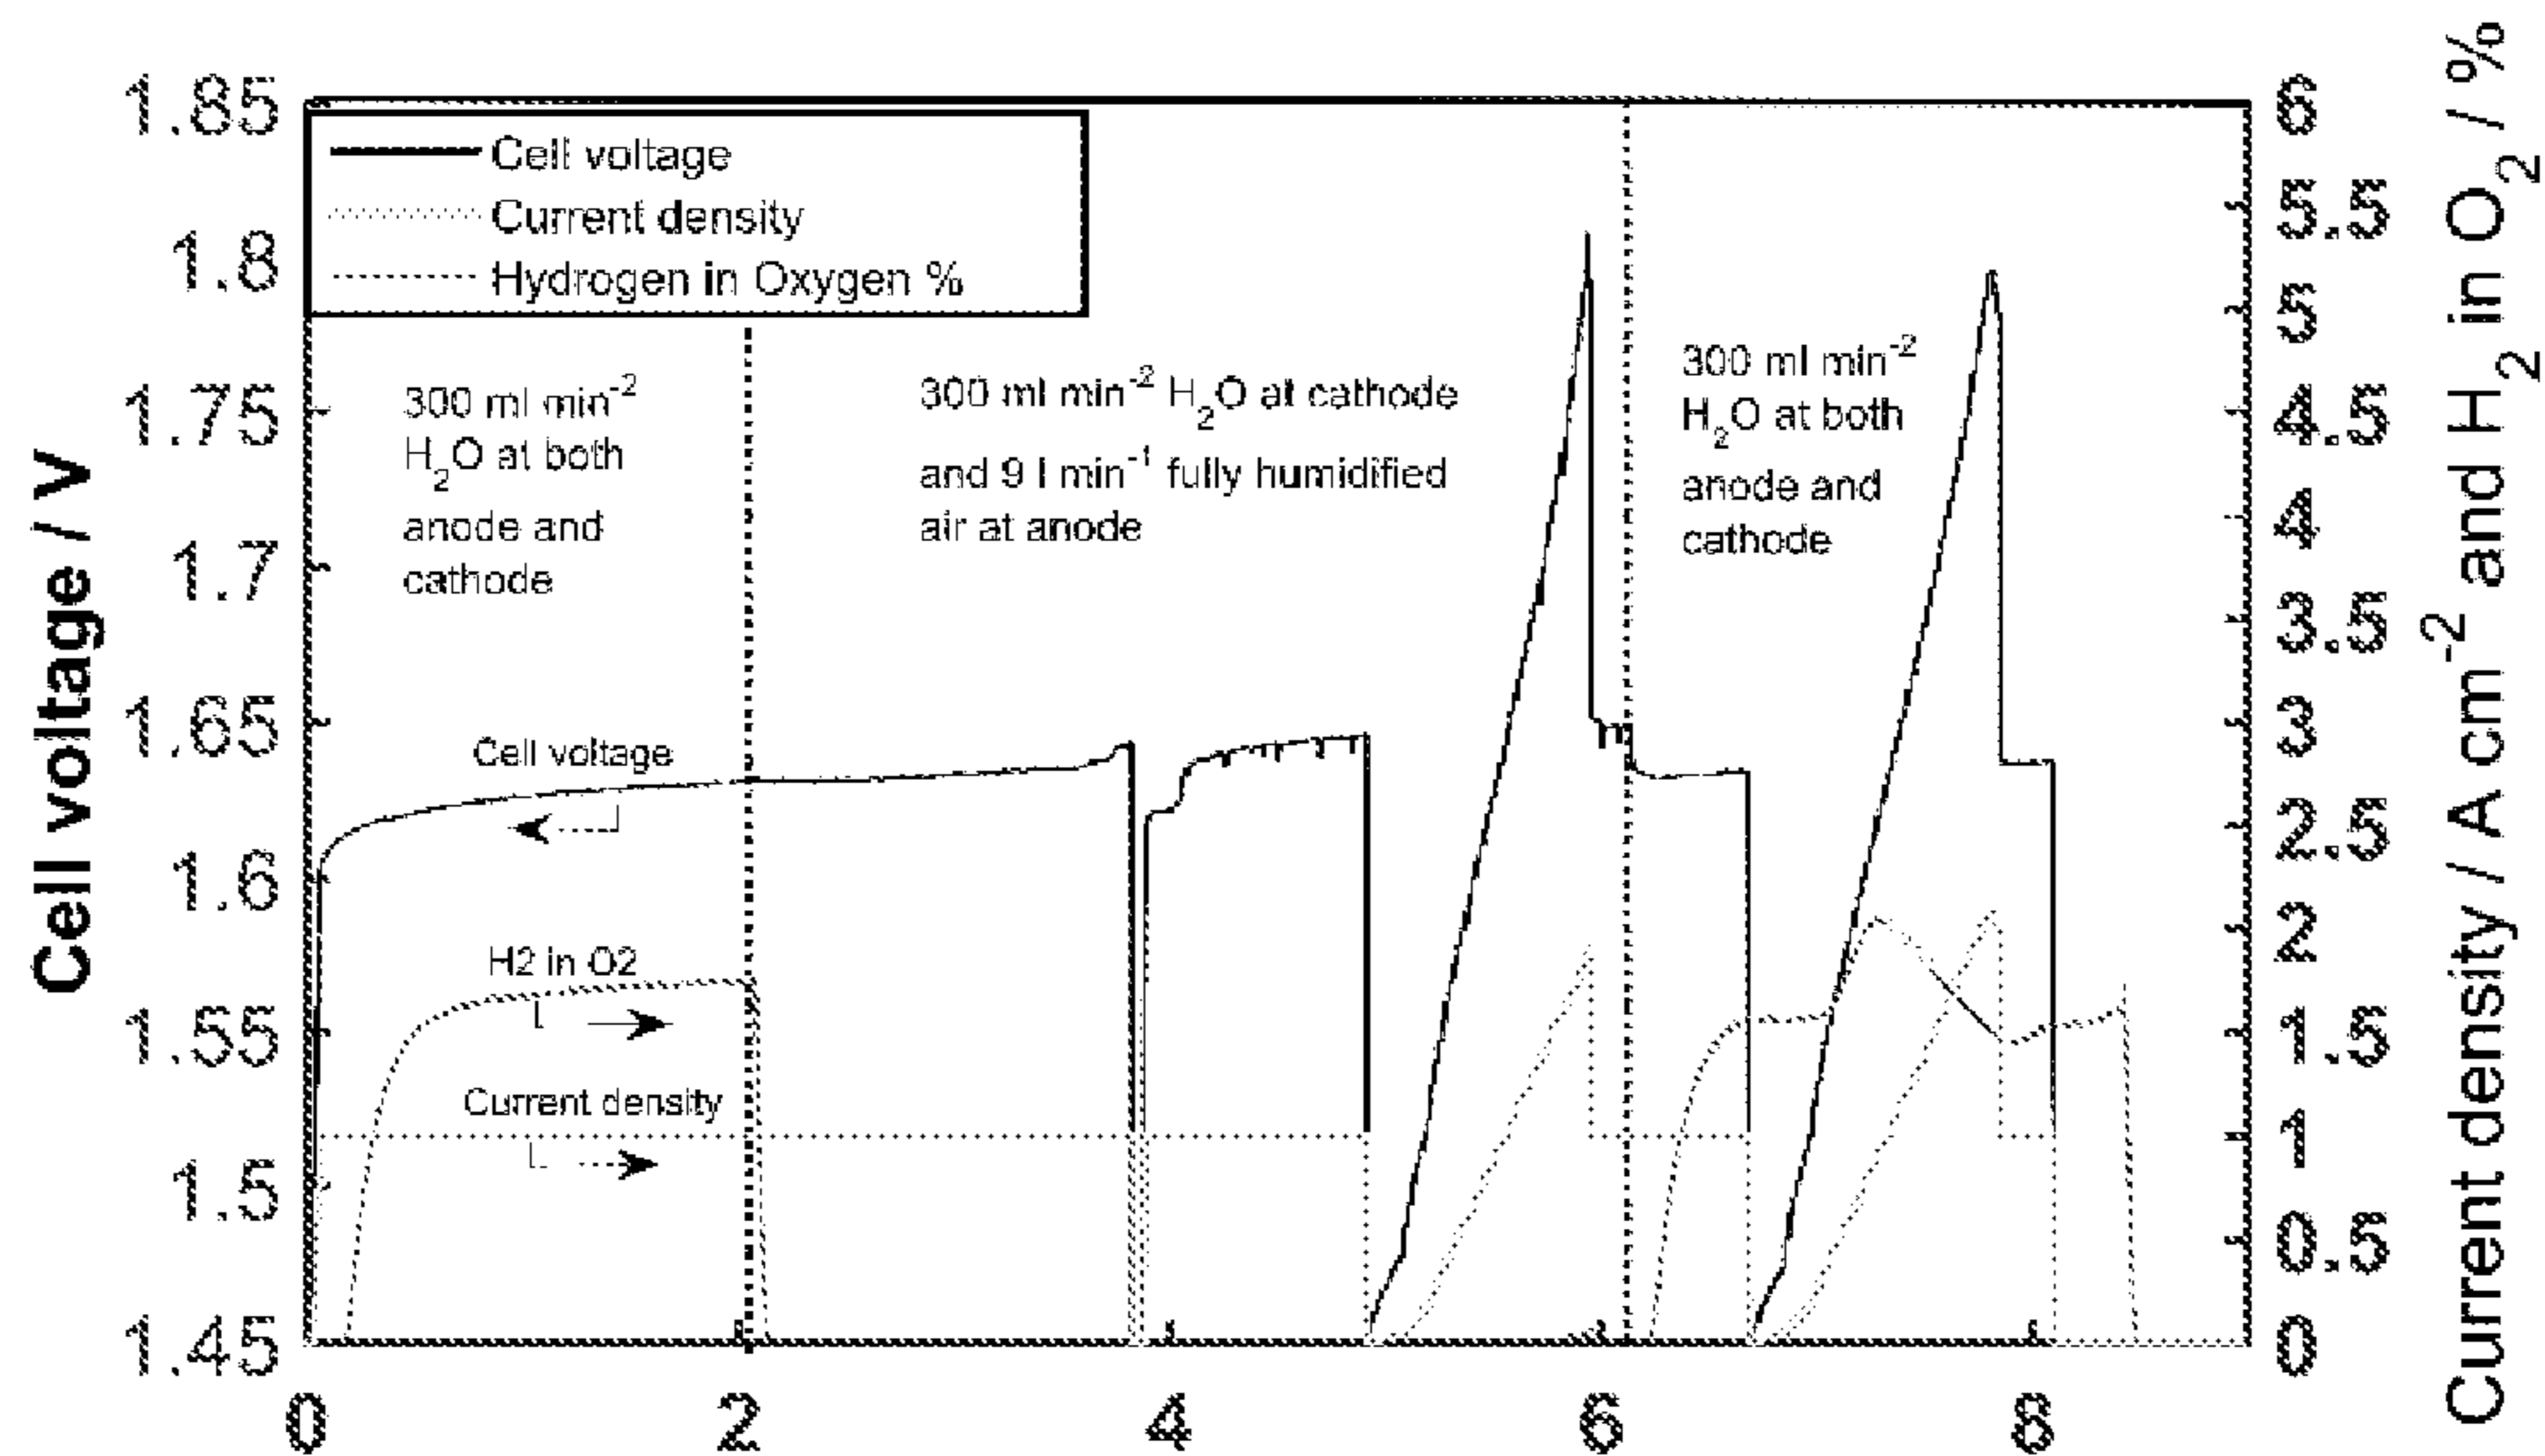 1.85
1.8
1.75
1.7
1.65
1.6
1.55
1.5
1.45
Cell voltage / V
Cell voltage
Current density
Hydrogen in Oxygen %
300 ml min⁻²
H₂O at both
anode and
cathode
300 ml min⁻² H₂O at cathode
and 9 l min⁻¹ fully humidified
air at anode
300 ml min⁻²
H₂O at both
anode and
cathode
Cell voltage
H2 in O2
Current density
6
5.5
5
4.5
4
3.5
3
2.5
2
1.5
1
0.5
0
Current density / A cm⁻² and H₂ in O₂ / %
0 2 4 6 8